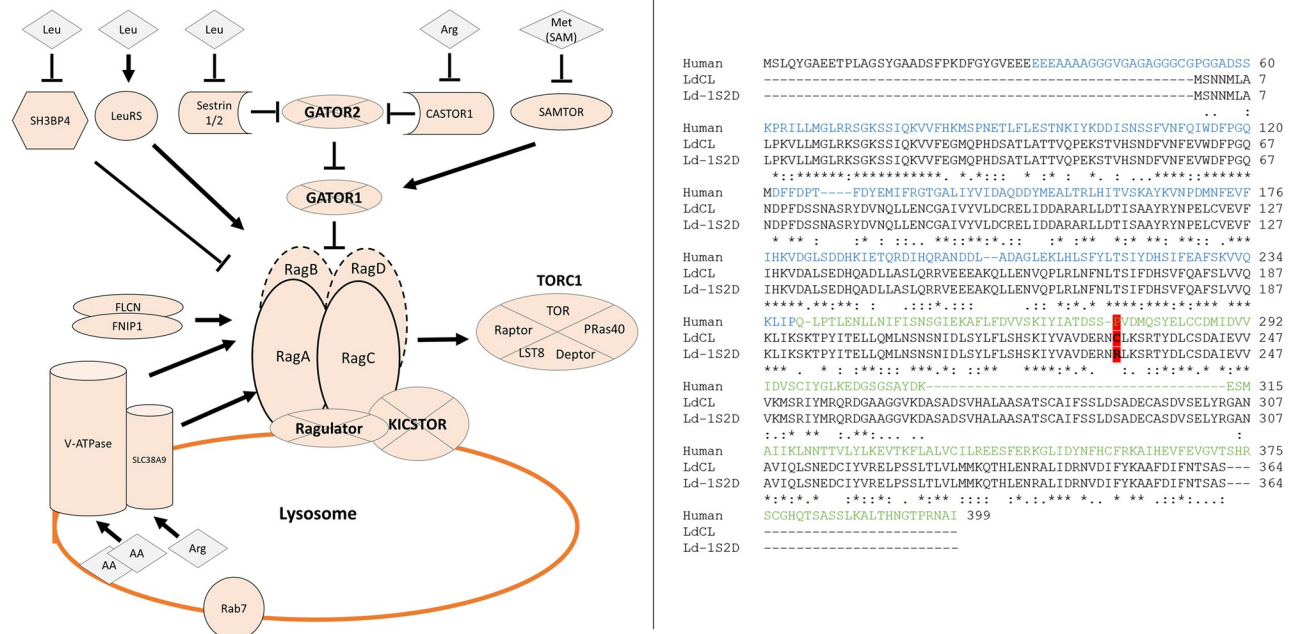 Leu
Leu
Leu
Arg
Met
(SAM)
SH3BP4
LeuRS
Sestrin
1/2
GATOR2
CASTOR1
SAMTOR
GATOR1
RagB
RagD
TORC1
FLCN
FNIP1
TOR
Raptor
PRas40
LST8
Deptor
RagA
RagC
Ragulator
KICSTOR
V-ATPase
SLC38A9
Lysosome
AA
AA
Arg
Rab7
Human MSLQYGAEETPLAGSYGAADSFPKDFGYGVEEEEEEAAAAGGGVGAGAGGGCGPGGADSS 60
LdCL -----------------------------------------------------MSNNMLA 7
Ld-1S2D -----------------------------------------------------MSNNMLA 7
.. :
Human KPRILLMGLRRSGKSSIQKVVFHKMSPNETLFLESTNKIYKDDISNSSFVNFQIWDFPGQ 120
LdCL LPKVLLMGLRKSGKSSIQKVVFEGMQPHDSATLATTVQPEKSTVHSNDFVNFEVWDFPGQ 67
Ld-1S2D LPKVLLMGLRKSGKSSIQKVVFEGMQPHDSATLATTVQPEKSTVHSNDFVNFEVWDFPGQ 67
*::******:*********** *.*::: * :* : *. : .*.****::*******
Human MDFFDPT----FDYEMIFRGTGALIYVIDAQDDYMEALTRLHITVSKAYKVNPDMNFEVF 176
LdCL NDPFDSSNASRYDVNQLLENCGAIVYVLDCRELIDDARARLLDTISAAYRYNPELCVEVF 127
Ld-1S2D NDPFDSSNASRYDVNQLLENCGAIVYVLDCRELIDDARARLLDTISAAYRYNPELCVEVF 127
* ** : :* : ::.. **::**:*.:: :* :** *:* **: **:: .***
Human IHKVDGLSDDHKIETQRDIHQRANDDL--ADAGLEKLHLSFYLTSIYDHSIFEAFSKVVQ 234
LdCL IHKVDALSEDHQADLLASLQRRVEEEAKQLLENVQPLRLNFNLTSIFDHSVFQAFSLVVQ 187
Ld-1S2D IHKVDALSEDHQADLLASLQRRVEEEAKQLLENVQPLRLNFNLTSIFDHSVFQAFSLVVQ 187
*****.**:**: : .:::*.::: .:: *:*.* ****:***:*:*** ***
Human KLIPQ-LPTLENLLNIFISNSGIEKAFLFDVVSKIYIATDSS-PVDMQSYELCCDMIDVV 292
LdCL KLIKSKTPYITELLQMLNSNSNIDLSYLFLFLSHSKIYVAVDERNCLKSRTYDLCSDAIEVV 247
Ld-1S2D KLIKSKTPYITELLQMLNSNSNIDLSYLFLFLSHSKIYVAVDERNRLKSRTYDLCSDAIEVV 247
Human IDVSCIYGLKEDGSGSAYDK-------------------------------------ESM 315
LdCL VKMSRIYMRQRDGAAGGVKDASADSVHALAASATSCAIFSSLDSADECASDVSELYRGAN 307
Ld-1S2D VKMSRIYMRQRDGAAGGVKDASADSVHALAASATSCAIFSSLDSADECASDVSELYRGAN 307
:.:* ** :.**:.. .. :
Human AIIKLNNTTVLYLKEVTKFLALVCILREESFERKGLIDYNFHCFRKAIHEVFEVGVTSHR 375
LdCL AVIQLSNEDCIYVRELPSSLTLVLMMKQTHLENRALIDRNVDIFYKAAFDIFNTSAS--- 364
Ld-1S2D AVIQLSNEDCIYVRELPSSLTLVLMMKQTHLENRALIDRNVDIFYKAAFDIFNTSAS--- 364
Human SCGHQTSASSLKALTHNGTPRNAI 399
LdCL ------------------------
Ld-1S2D ------------------------